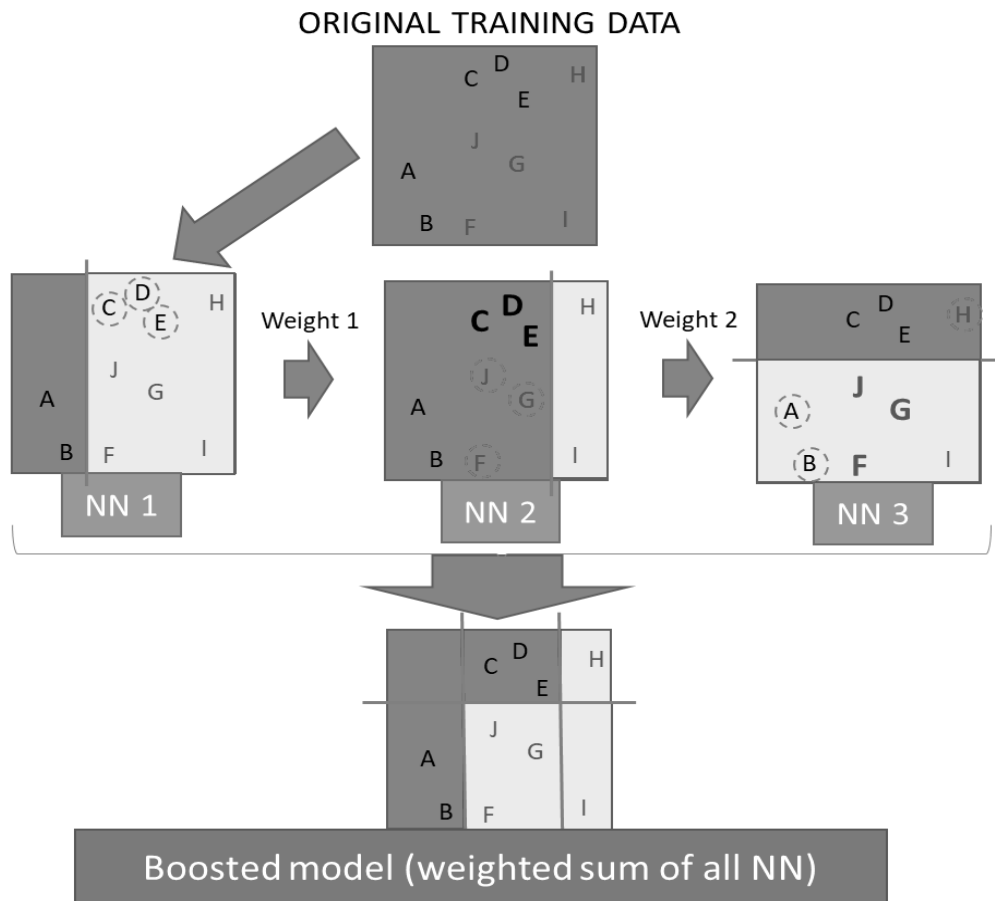 ORIGINAL TRAINING DATA
D
C
H
E
J
G
A
B
F
I
D
C
E
H
J
G
A
B
F
I
NN 1
Weight 1
D
C
E
H
J
G
A
B
F
I
NN 2
Weight 2
D
C
E
H
J
A
G
B
F
I
NN 3
D
C
H
E
J
G
A
B
F
I
Boosted model (weighted sum of all NN)